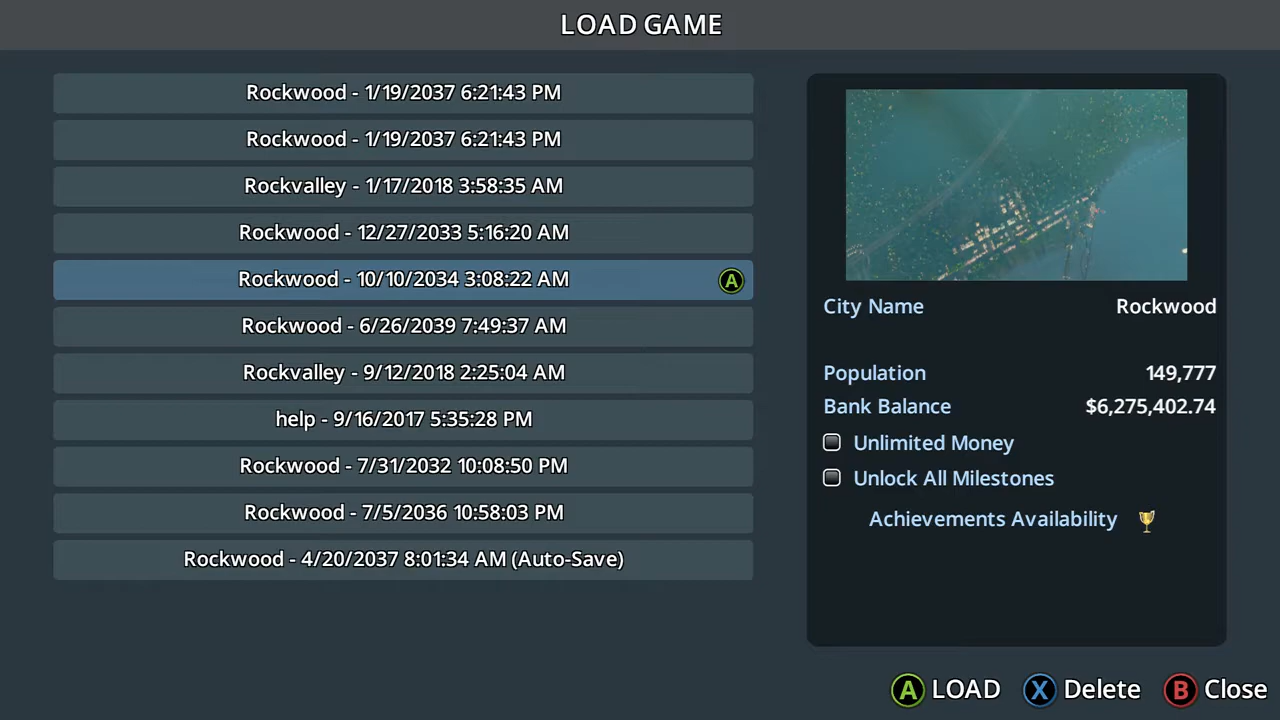 LOAD GAME
Rockwood - 1/19/2037 6:21:43 PM
Rockwood - 1/19/2037 6:21:43 PM
Rockvalley - 1/17/2018 3:58:35 AM
Rockwood - 12/27/2033 5:16:20 AM
Rockwood - 10/10/2034 3:08:22 AM A
Rockwood - 6/26/2039 7:49:37 AM
Rockvalley - 9/12/2018 2:25:04 AM
help - 9/16/2017 5:35:28 PM
Rockwood - 7/31/2032 10:08:50 PM
Rockwood - 7/5/2036 10:58:03 PM
Rockwood - 4/20/2037 8:01:34 AM (Auto-Save)
City Name Rockwood
Population 149,777
Bank Balance $6,275,402.74
Unlimited Money
Unlock All Milestones
Achievements Availability
A LOAD X Delete B Close